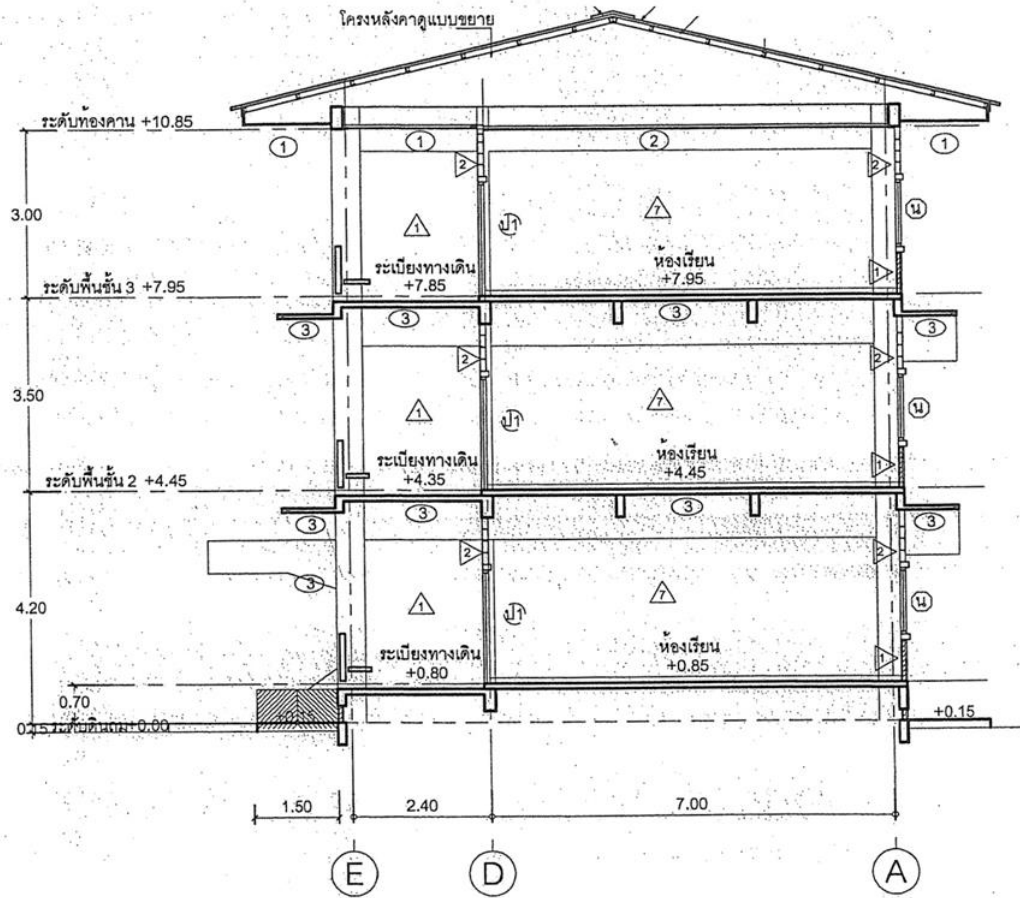 โครงหลังคาดูแบบขยาย
ระดับท้องคาน +10.85
1 1 2 1
2 2
3.00
1 ป1 7 น
ระเบียงทางเดิน ห้องเรียน
+7.85 +7.95
1
ระดับพื้นชั้น 3 +7.95
3 3 3 3
2 2
3.50
1 ป1 7 น
ระเบียงทางเดิน ห้องเรียน
+4.35 +4.45
1
ระดับพื้นชั้น 2 +4.45
3 3 3 3
2 2
3
4.20
1 ป1 7 น
ระเบียงทางเดิน ห้องเรียน
+0.80 +0.85
1
0.70
+0.15
0.15 ระดับดินถม +0.00
+0.15
1.50 2.40 7.00
E D A